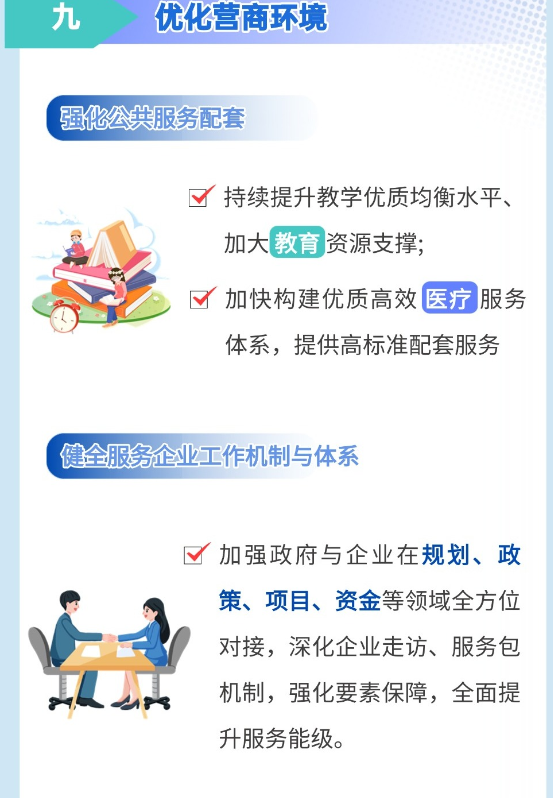 九 优化营商环境
强化公共服务配套
持续提升教学优质均衡水平、
加大教育资源支撑;
加快构建优质高效医疗服务
体系，提供高标准配套服务
健全服务企业工作机制与体系
加强政府与企业在规划、政
策、项目、资金等领域全方位
对接，深化企业走访、服务包
机制，强化要素保障，全面提
升服务能级。